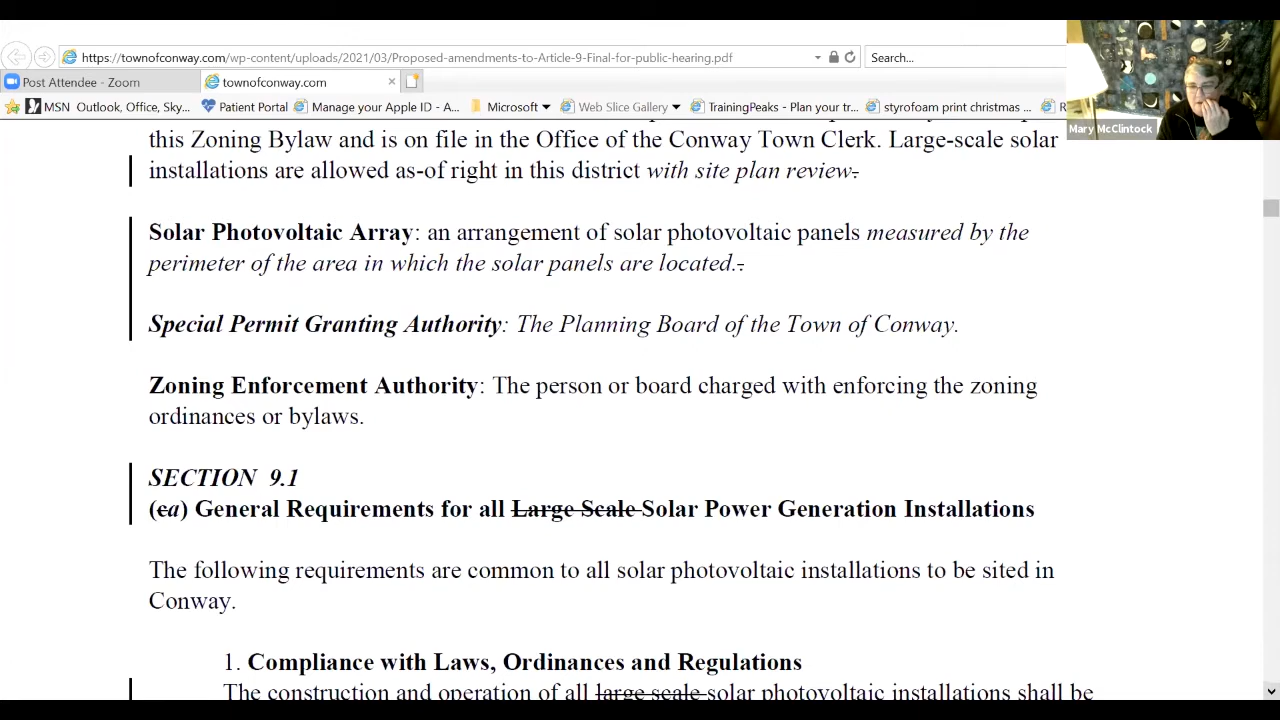 https://townofconway.com/wp-content/uploads/2021/03/Proposed-amendments-to-Article-9-Final-for-public-hearing.pdf
Search...
Post Attendee - Zoom
townofconway.com
MSN Outlook, Office, Sky...
Patient Portal
Manage your Apple ID - A...
Microsoft
Web Slice Gallery
TrainingPeaks - Plan your tr...
styrofoam print christmas ...
Mary McClintock
this Zoning Bylaw and is on file in the Office of the Conway Town Clerk. Large-scale solar
installations are allowed as-of right in this district with site plan review.
Solar Photovoltaic Array: an arrangement of solar photovoltaic panels measured by the
perimeter of the area in which the solar panels are located..
Special Permit Granting Authority: The Planning Board of the Town of Conway.
Zoning Enforcement Authority: The person or board charged with enforcing the zoning
ordinances or bylaws.
SECTION 9.1
(ca) General Requirements for all Large Scale Solar Power Generation Installations
The following requirements are common to all solar photovoltaic installations to be sited in
Conway.
1. Compliance with Laws, Ordinances and Regulations
The construction and operation of all large scale solar photovoltaic installations shall be